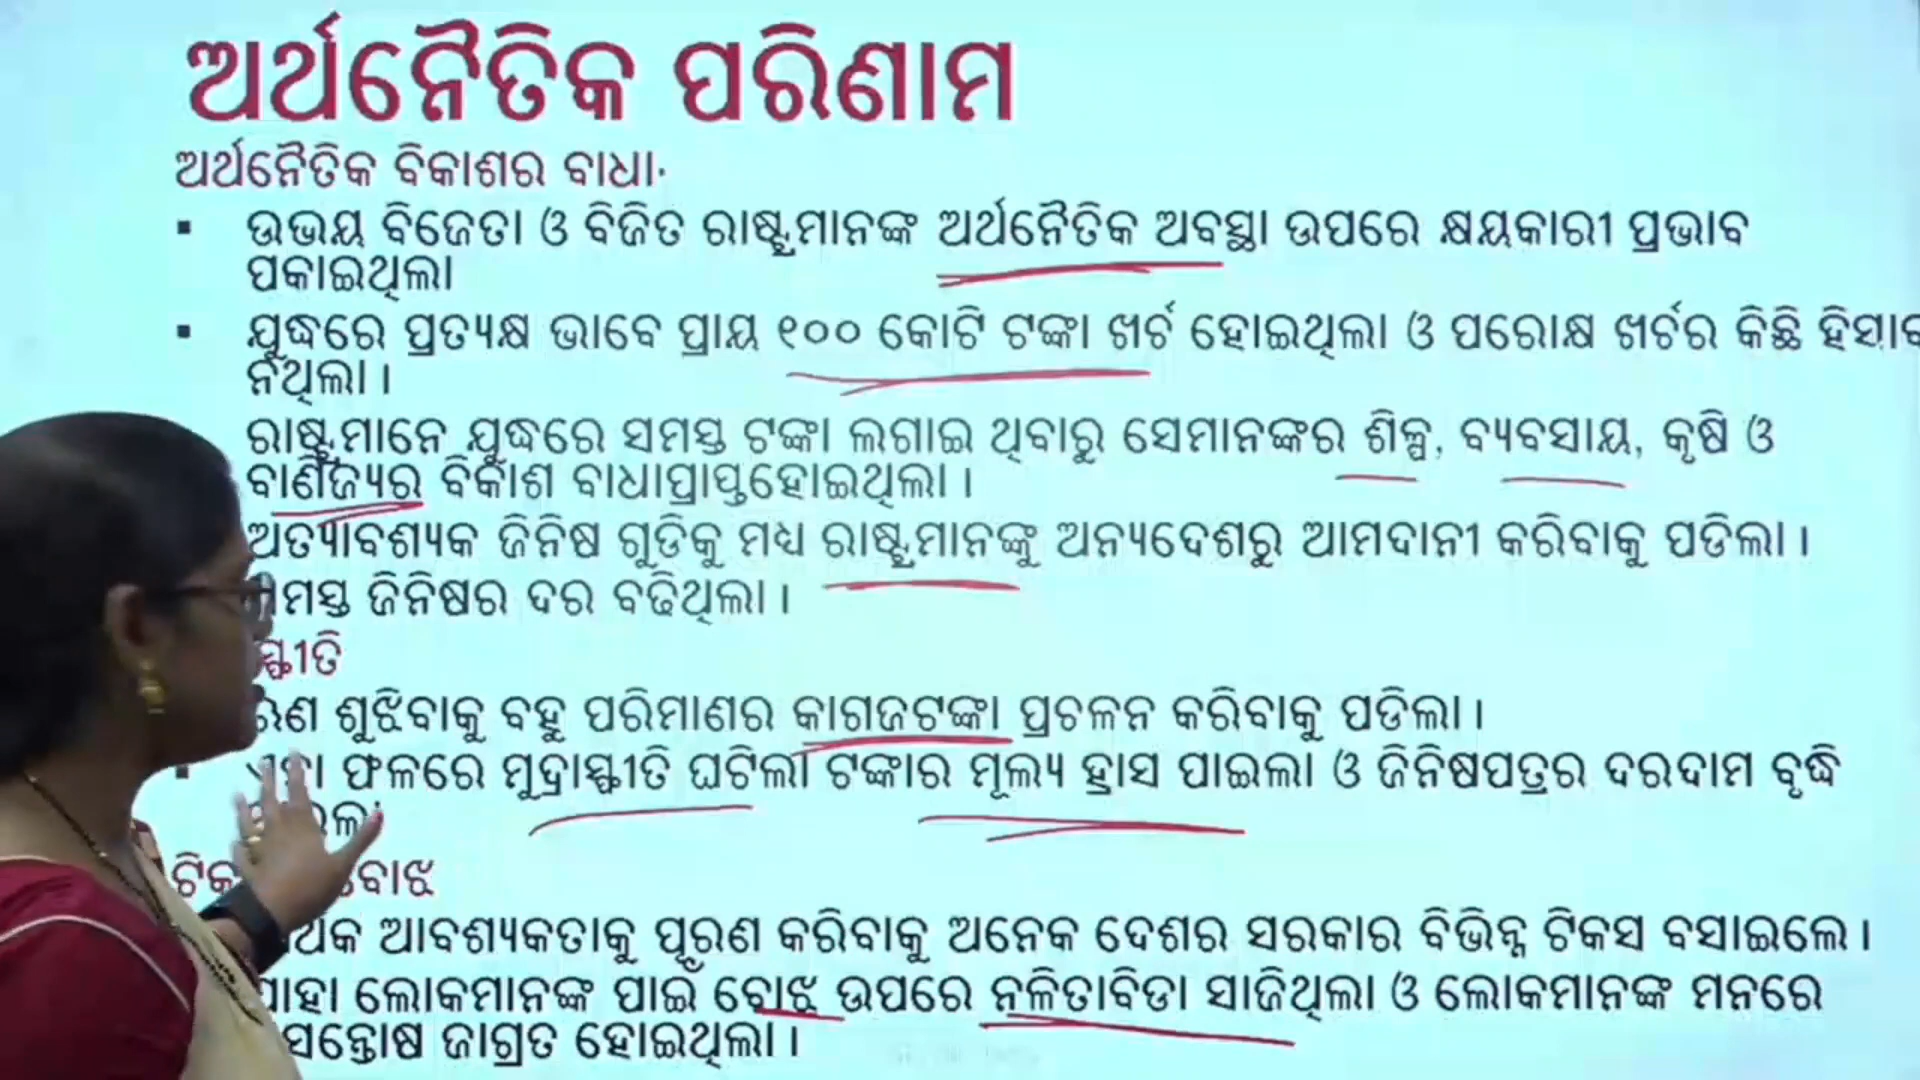 ଅର୍ଥନୈତିକ ପରିଣାମ
ଅର୍ଥନୈତିକ ବିକାଶର ବାଧା·
▪ ଉଭୟ ବିଜେତା ଓ ବିଜିତ ରାଷ୍ଟ୍ରମାନଙ୍କ ଅର୍ଥନୈତିକ ଅବସ୍ଥା ଉପରେ କ୍ଷୟକାରୀ ପ୍ରଭାବ
ପକାଇଥିଲା
▪ ଯୁଦ୍ଧରେ ପ୍ରତ୍ୟକ୍ଷ ଭାବେ ପ୍ରାୟ ୧୦୦ କୋଟି ଟଙ୍କା ଖର୍ଚ୍ଚ ହୋଇଥିଲା ଓ ପରୋକ୍ଷ ଖର୍ଚ୍ଚର କିଛି
ନଥିଲା ।
ରାଷ୍ଟ୍ରମାନେ ଯୁଦ୍ଧରେ ସମସ୍ତ ଟଙ୍କା ଲଗାଇ ଥିବାରୁ ସେମାନଙ୍କର ଶିଳ୍ପ, ବ୍ୟବସାୟ, କୃଷି ଓ
ବାଣିଜ୍ୟର ବିକାଶ ବାଧାପ୍ରାପ୍ତହୋଇଥିଲା ।
ଅତ୍ୟାବଶ୍ୟକ ଜିନିଷ ଗୁଡିକୁ ମଧ୍ୟ ରାଷ୍ଟ୍ରମାନଙ୍କୁ ଅନ୍ୟଦେଶରୁ ଆମଦାନୀ କରିବାକୁ ପଡିଲା ।
ଜିନିଷର ଦର ବଢିଥିଲା ।
ଶୁଝିବାକୁ ବହୁ ପରିମାଣର କାଗଜଟଙ୍କା ପ୍ରଚଳନ କରିବାକୁ ପଡିଲା ।
▪ ଫଳରେ ମୁଦ୍ରାସ୍ଫୀତି ଘଟିଲା ଟଙ୍କାର ମୂଲ୍ୟ ହ୍ରାସ ପାଇଲା ଓ ଜିନିଷପତ୍ରର ଦରଦାମ ବୃଦ୍ଧି
ଆବଶ୍ୟକତାକୁ ପୂରଣ କରିବାକୁ ଅନେକ ଦେଶର ସରକାର ବିଭିନ୍ନ ଟିକସ ବସାଇଲେ ।
ଯାହା ଲୋକମାନଙ୍କ ପାଇଁ ବୋଝ ଉପରେ ନଳିତାବିଡା ସାଜିଥିଲା ଓ ଲୋକମାନଙ୍କ ମନରେ
ଜାଗ୍ରତ ହୋଇଥିଲା ।